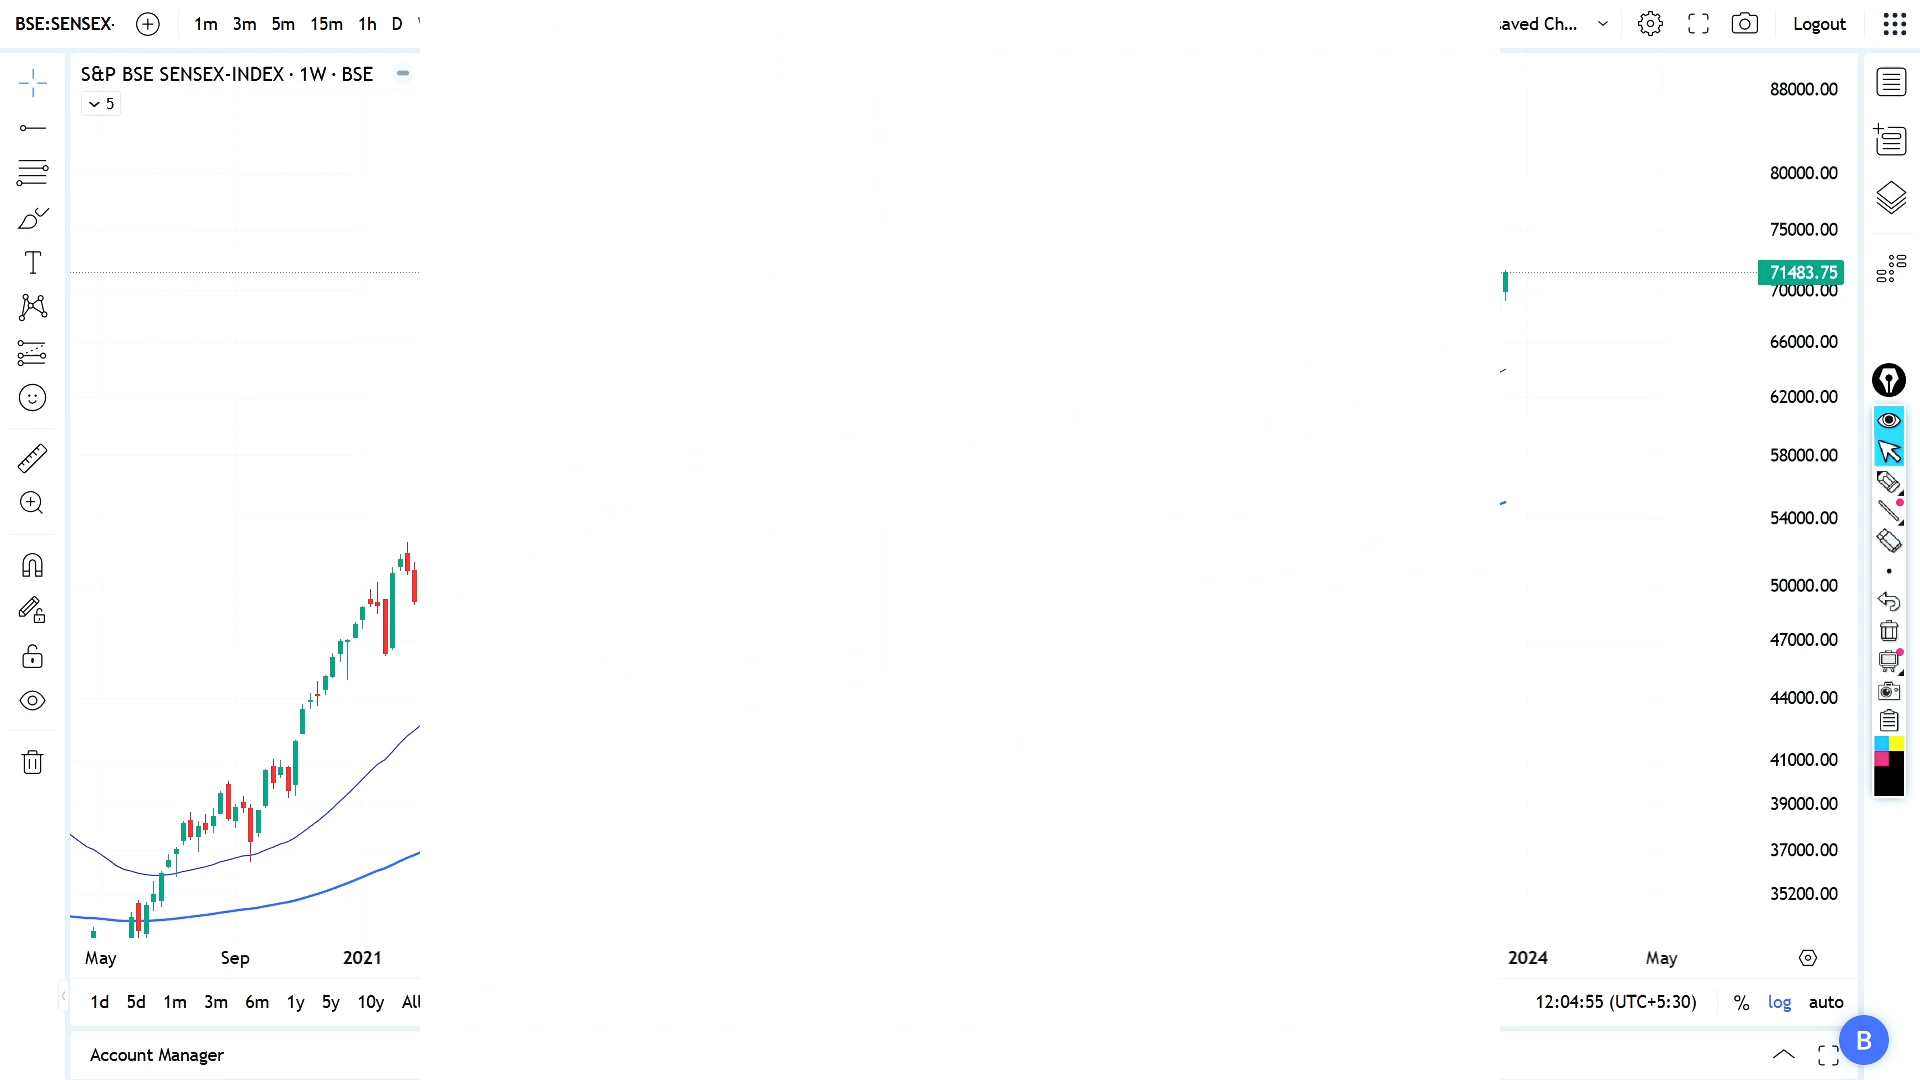 BSE:SENSEX- 1m 3m 5m 15m 1h D aved Ch... Logout
S&P BSE SENSEX-INDEX · 1W · BSE
5
88000.00
80000.00
75000.00
71483.75
70000.00
66000.00
62000.00
58000.00
54000.00
50000.00
47000.00
44000.00
41000.00
39000.00
37000.00
35200.00
May Sep 2021 2024 May
1d 5d 1m 3m 6m 1y 5y 10y All 12:04:55 (UTC+5:30) % log auto
Account Manager
B